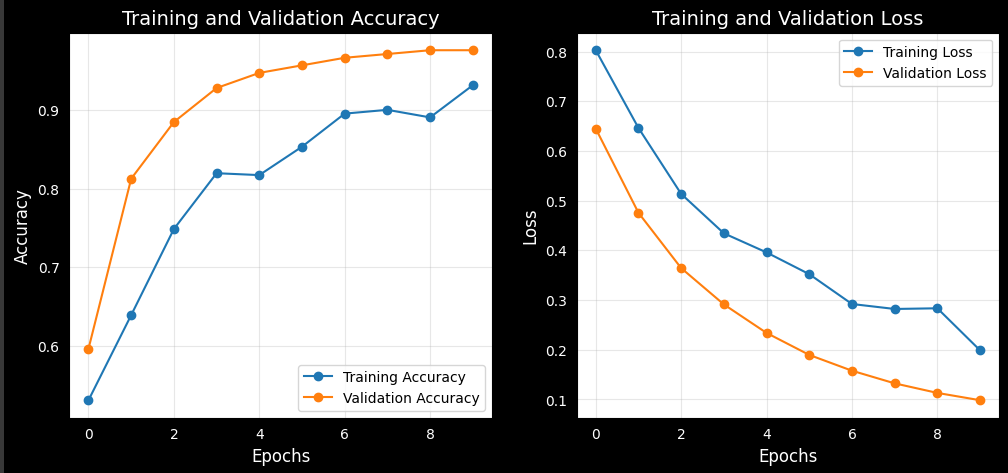 Training and Validation Accuracy
Accuracy
0.9
0.8
0.7
0.6
Training Accuracy
Validation Accuracy
0 2 4 6 8
Epochs
Training and Validation Loss
Loss
0.8
0.7
0.6
0.5
0.4
0.3
0.2
0.1
Training Loss
Validation Loss
0 2 4 6 8
Epochs